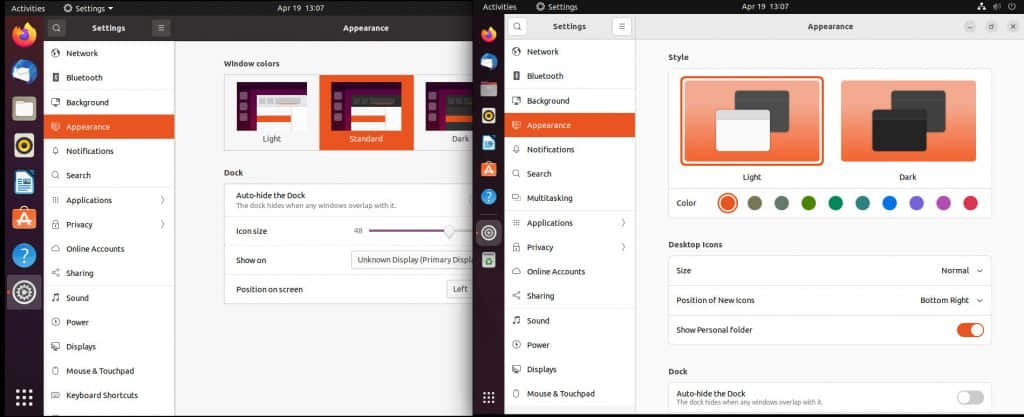 Activities
Settings
Apr 19 13:07
Settings
Appearance
Network
Bluetooth
Background
Appearance
Notifications
Search
Applications
Privacy
Online Accounts
Sharing
Sound
Power
Displays
Mouse & Touchpad
Keyboard Shortcuts
Window colors
Light
Standard
Dark
Dock
Auto-hide the Dock
The dock hides when any windows overlap with it.
Icon size
48
Show on
Unknown Display (Primary Displa
Position on screen
Left
Activities
Settings
Apr 19 13:07
Settings
Appearance
Network
Bluetooth
Background
Appearance
Notifications
Search
Multitasking
Applications
Privacy
Online Accounts
Sharing
Sound
Power
Displays
Mouse & Touchpad
Style
Light
Dark
Color
Desktop Icons
Size
Normal
Position of New Icons
Bottom Right
Show Personal folder
Dock
Auto-hide the Dock
The dock hides when any windows overlap with it.